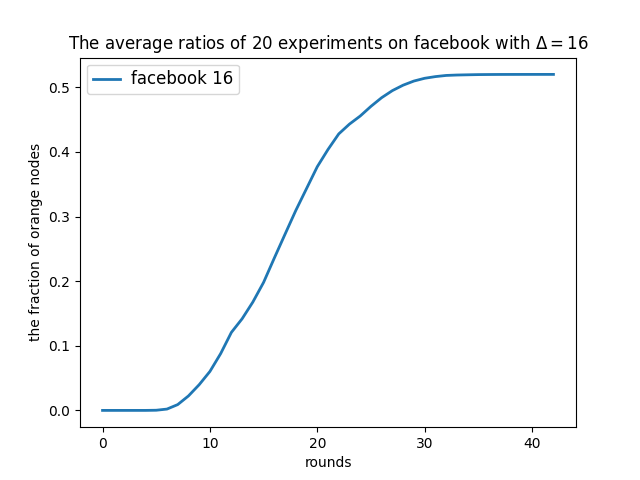 The average ratios of 20 experiments on facebook with Δ = 16
facebook 16
0.5
0.4
0.3
0.2
0.1
0.0
the fraction of orange nodes
0 10 20 30 40
rounds